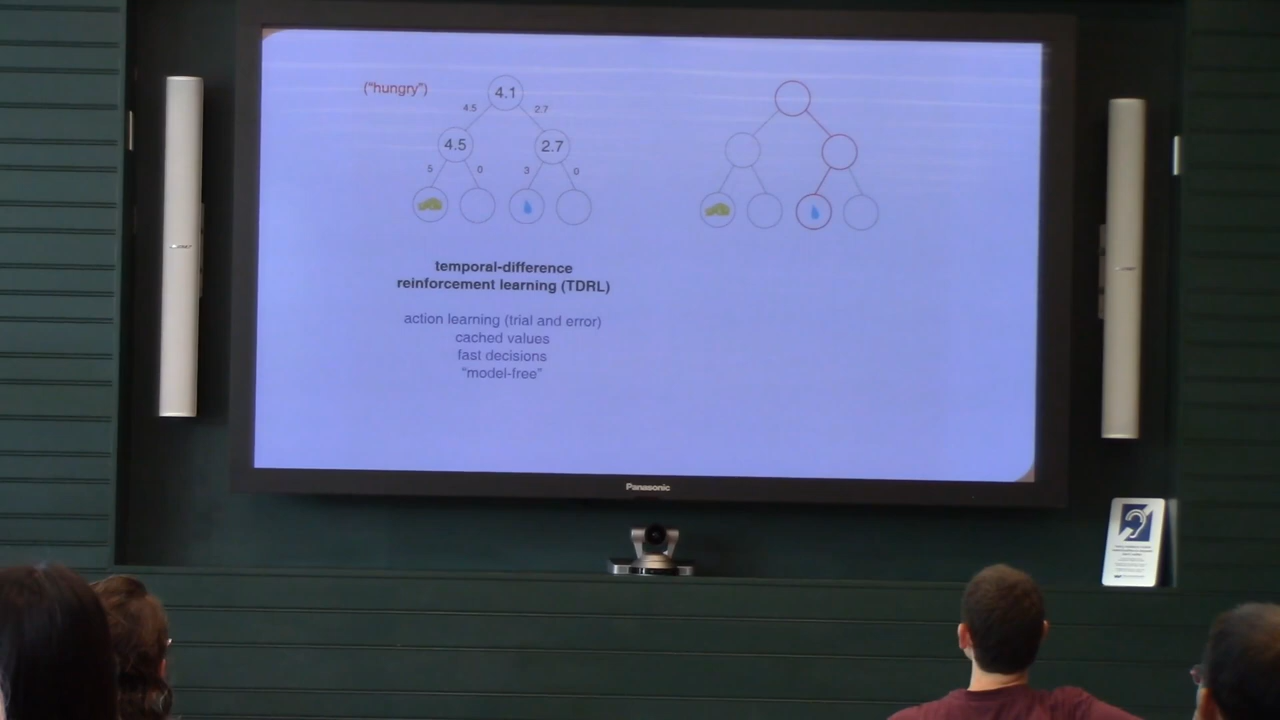 ("hungry")
4.1
4.5
2.7
4.5
2.7
5
0
3
0
temporal-difference
reinforcement learning (TDRL)
action learning (trial and error)
cached values
fast decisions
"model-free"
Panasonic